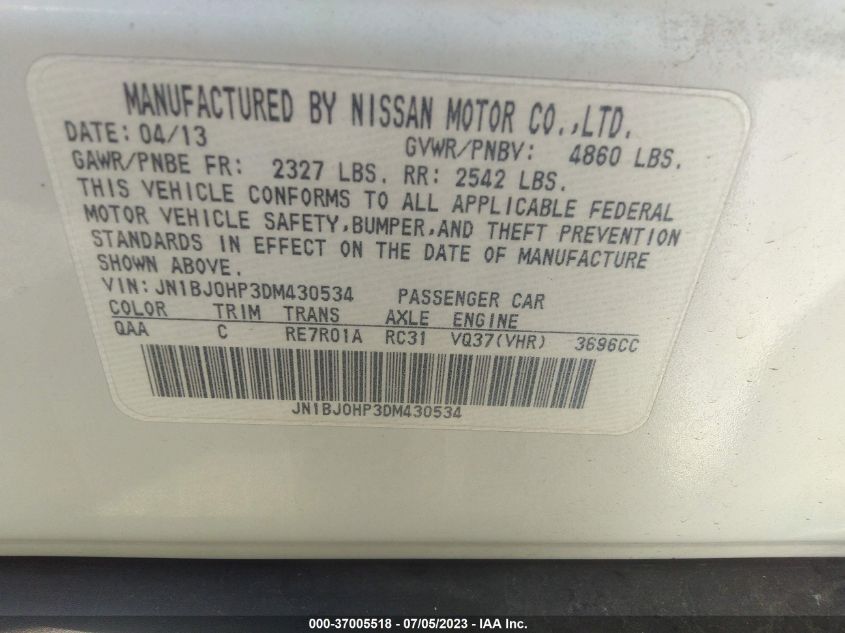 MANUFACTURED BY NISSAN MOTOR CO.,LTD.
DATE: 04/13 GVWR/PNBV: 4860 LBS.
GAWR/PNBE FR: 2327 LBS. RR: 2542 LBS.
THIS VEHICLE CONFORMS TO ALL APPLICABLE FEDERAL
MOTOR VEHICLE SAFETY,BUMPER,AND THEFT PREVENTION
STANDARDS IN EFFECT ON THE DATE OF MANUFACTURE
SHOWN ABOVE.
VIN: JN1BJ0HP3DM430534 PASSENGER CAR
COLOR TRIM TRANS AXLE ENGINE
QAA C RE7R01A RC31 VQ37(VHR) 3696CC
JN1BJ0HP3DM430534
000-37005518 - 07/05/2023 - IAA Inc.